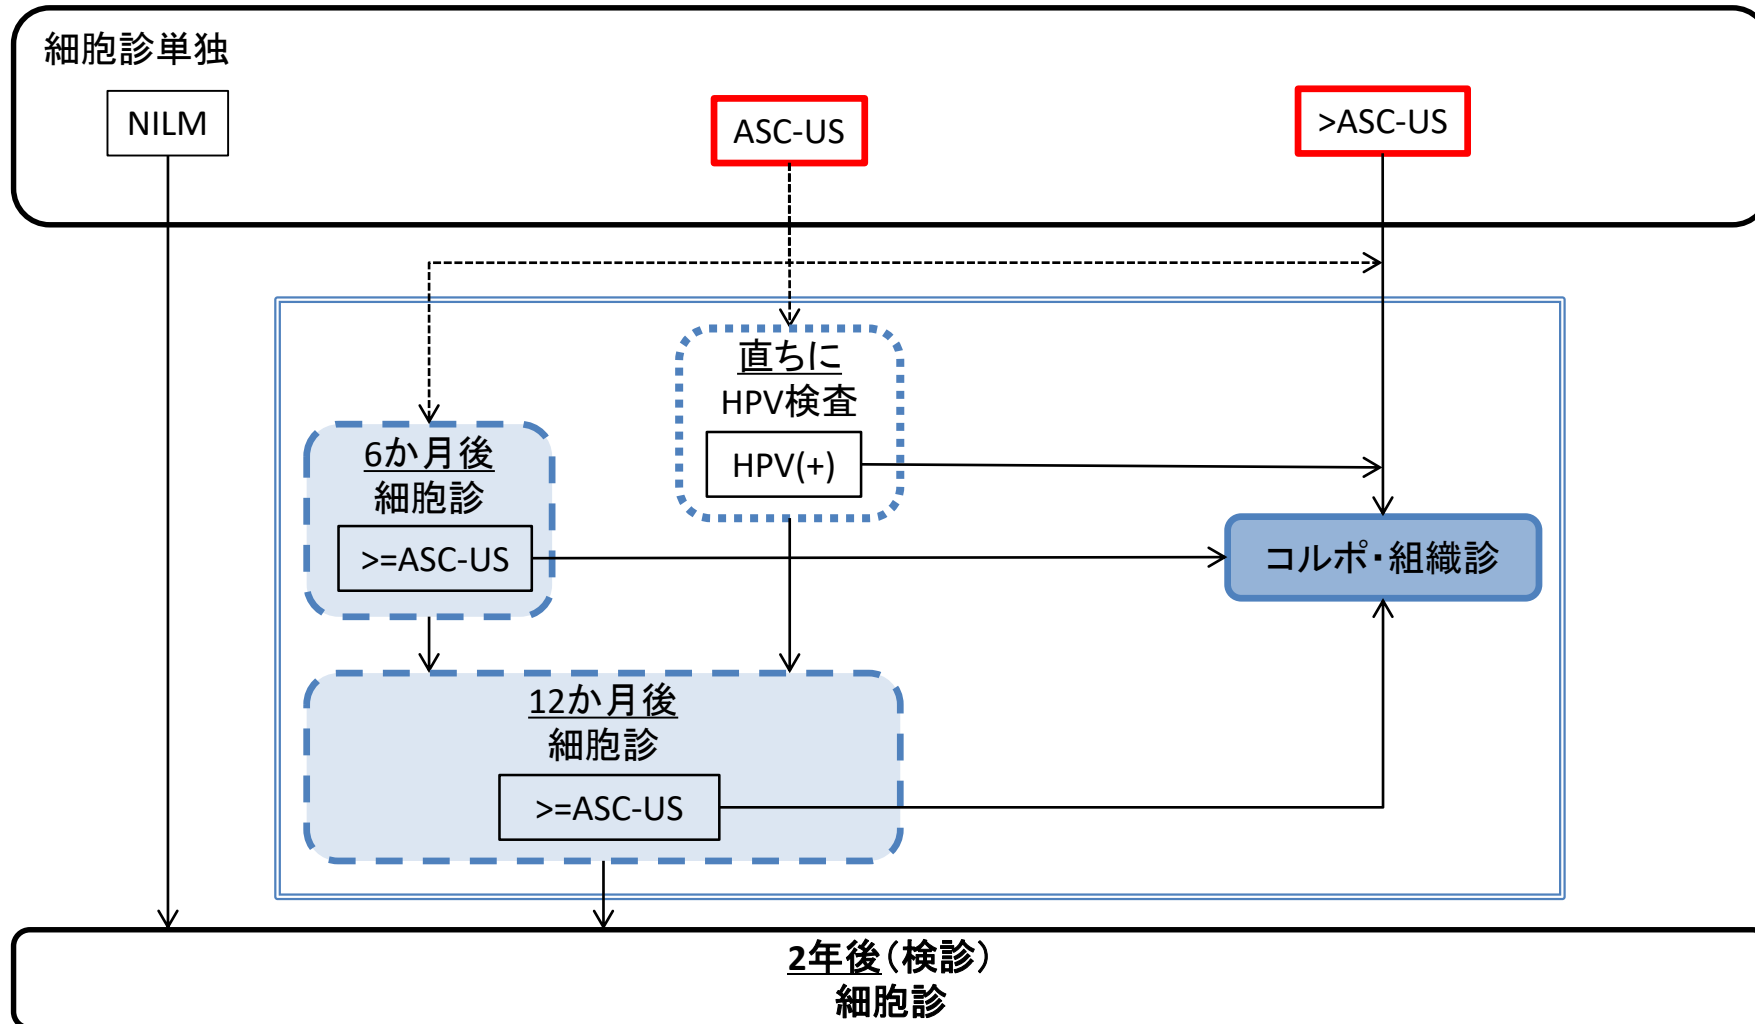 細胞診単独
NILM
ASC-US
>ASC-US
直ちに
HPV検査
HPV(+)
6か月後
細胞診
>=ASC-US
コルポ・組織診
12か月後
細胞診
>=ASC-US
2年後（検診）
細胞診